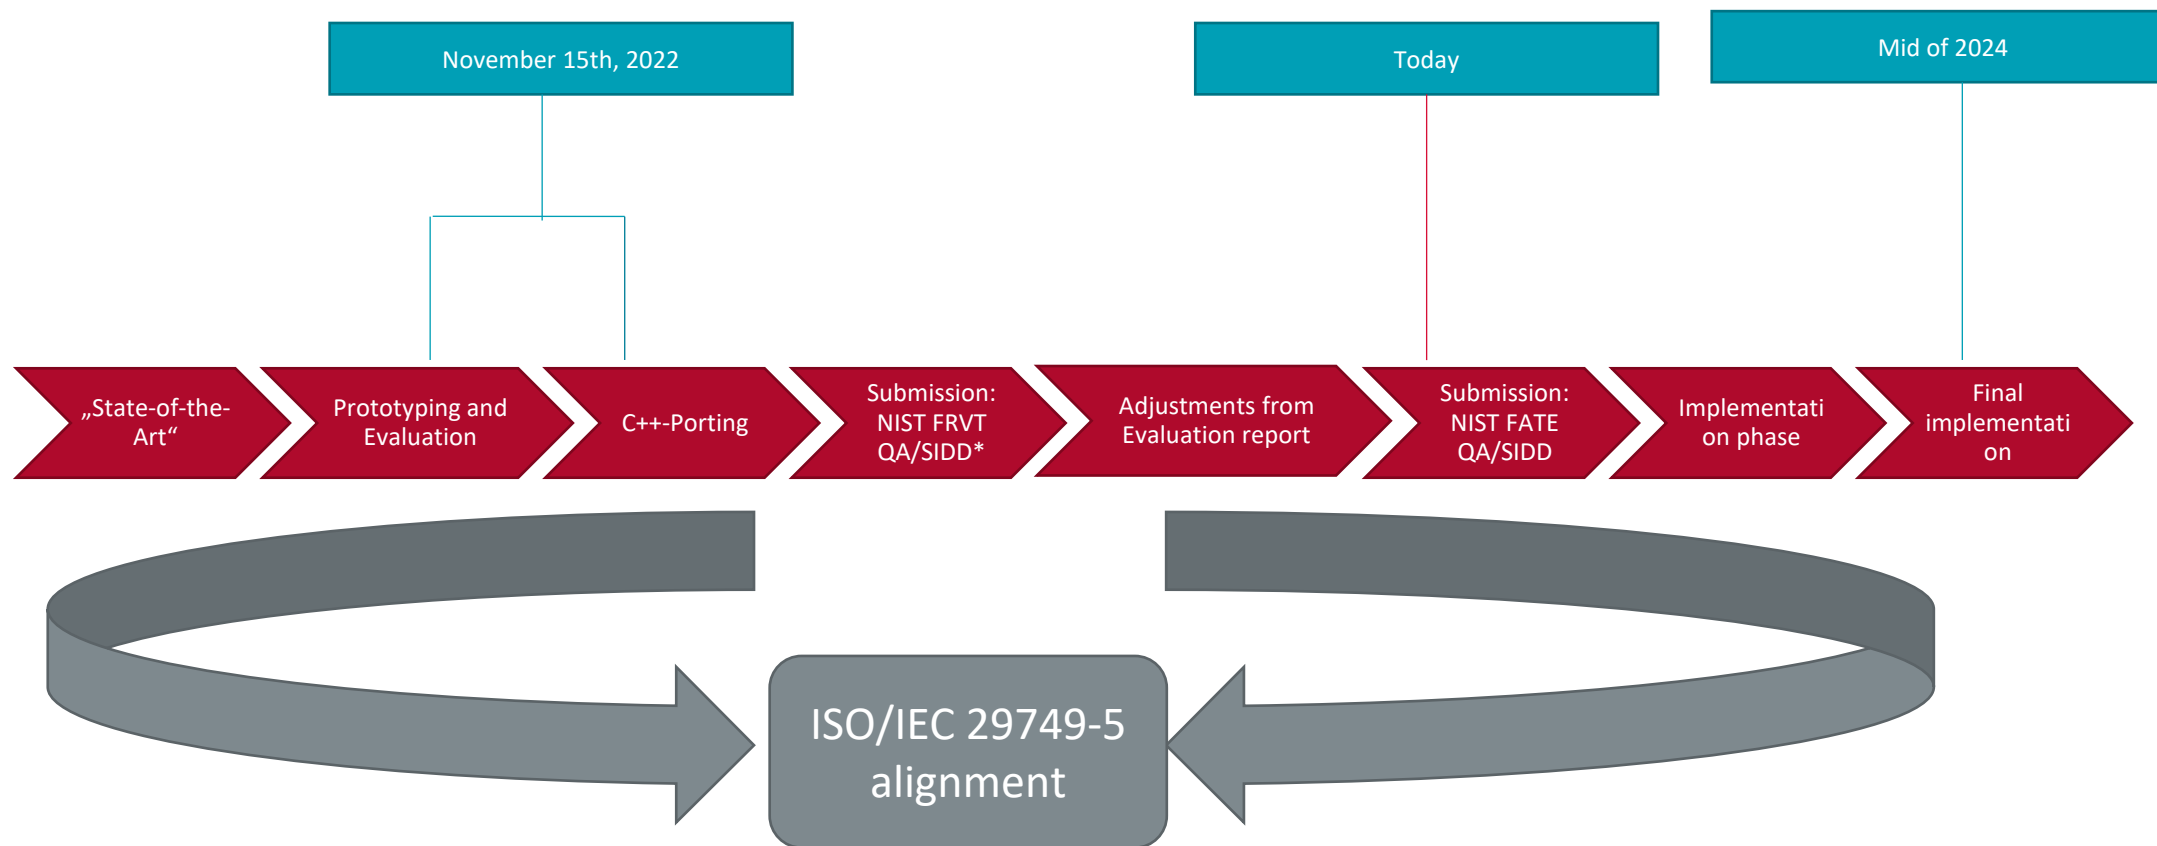 November 15th, 2022
Today
Mid of 2024
„State-of-the-
Art“
Prototyping and
Evaluation
C++-Porting
Submission:
NIST FRVT
QA/SIDD*
Adjustments from
Evaluation report
Submission:
NIST FATE
QA/SIDD
Implementati
on phase
Final
implementati
on
ISO/IEC 29749-5
alignment